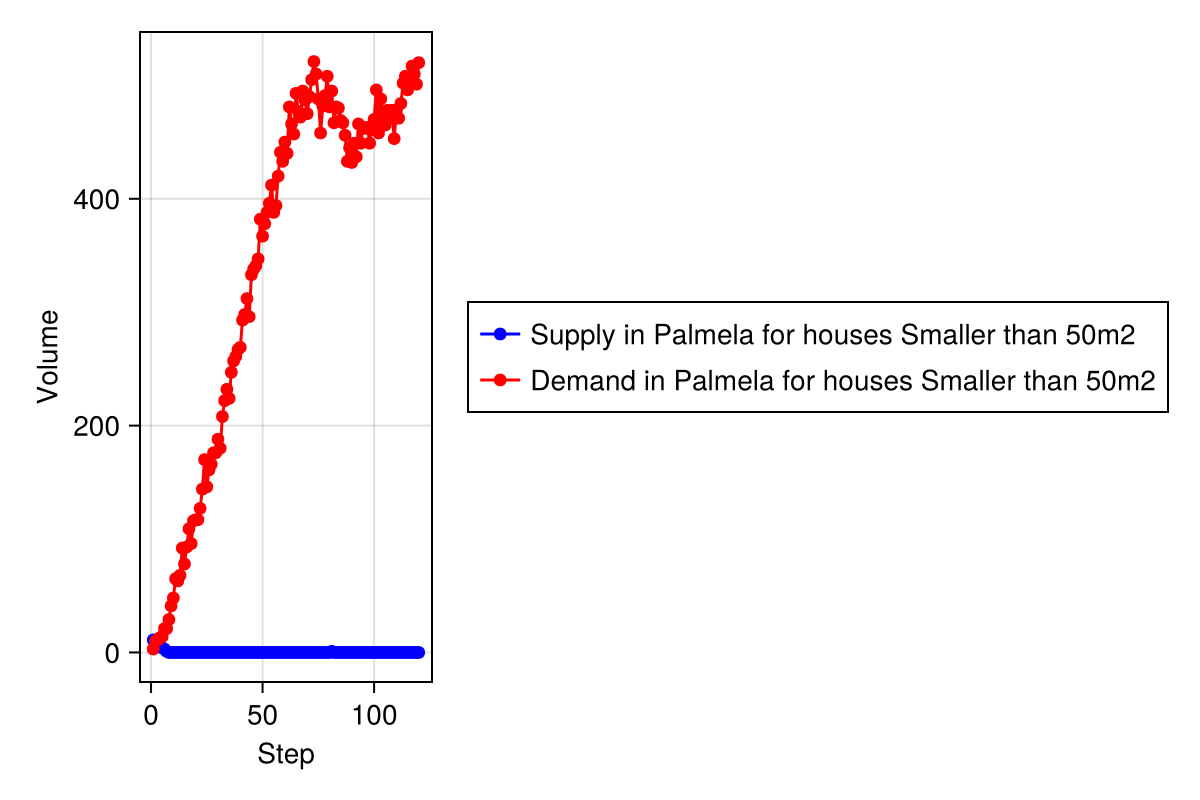 400
200
0
Volume
0 50 100
Step
Supply in Palmela for houses Smaller than 50m2
Demand in Palmela for houses Smaller than 50m2